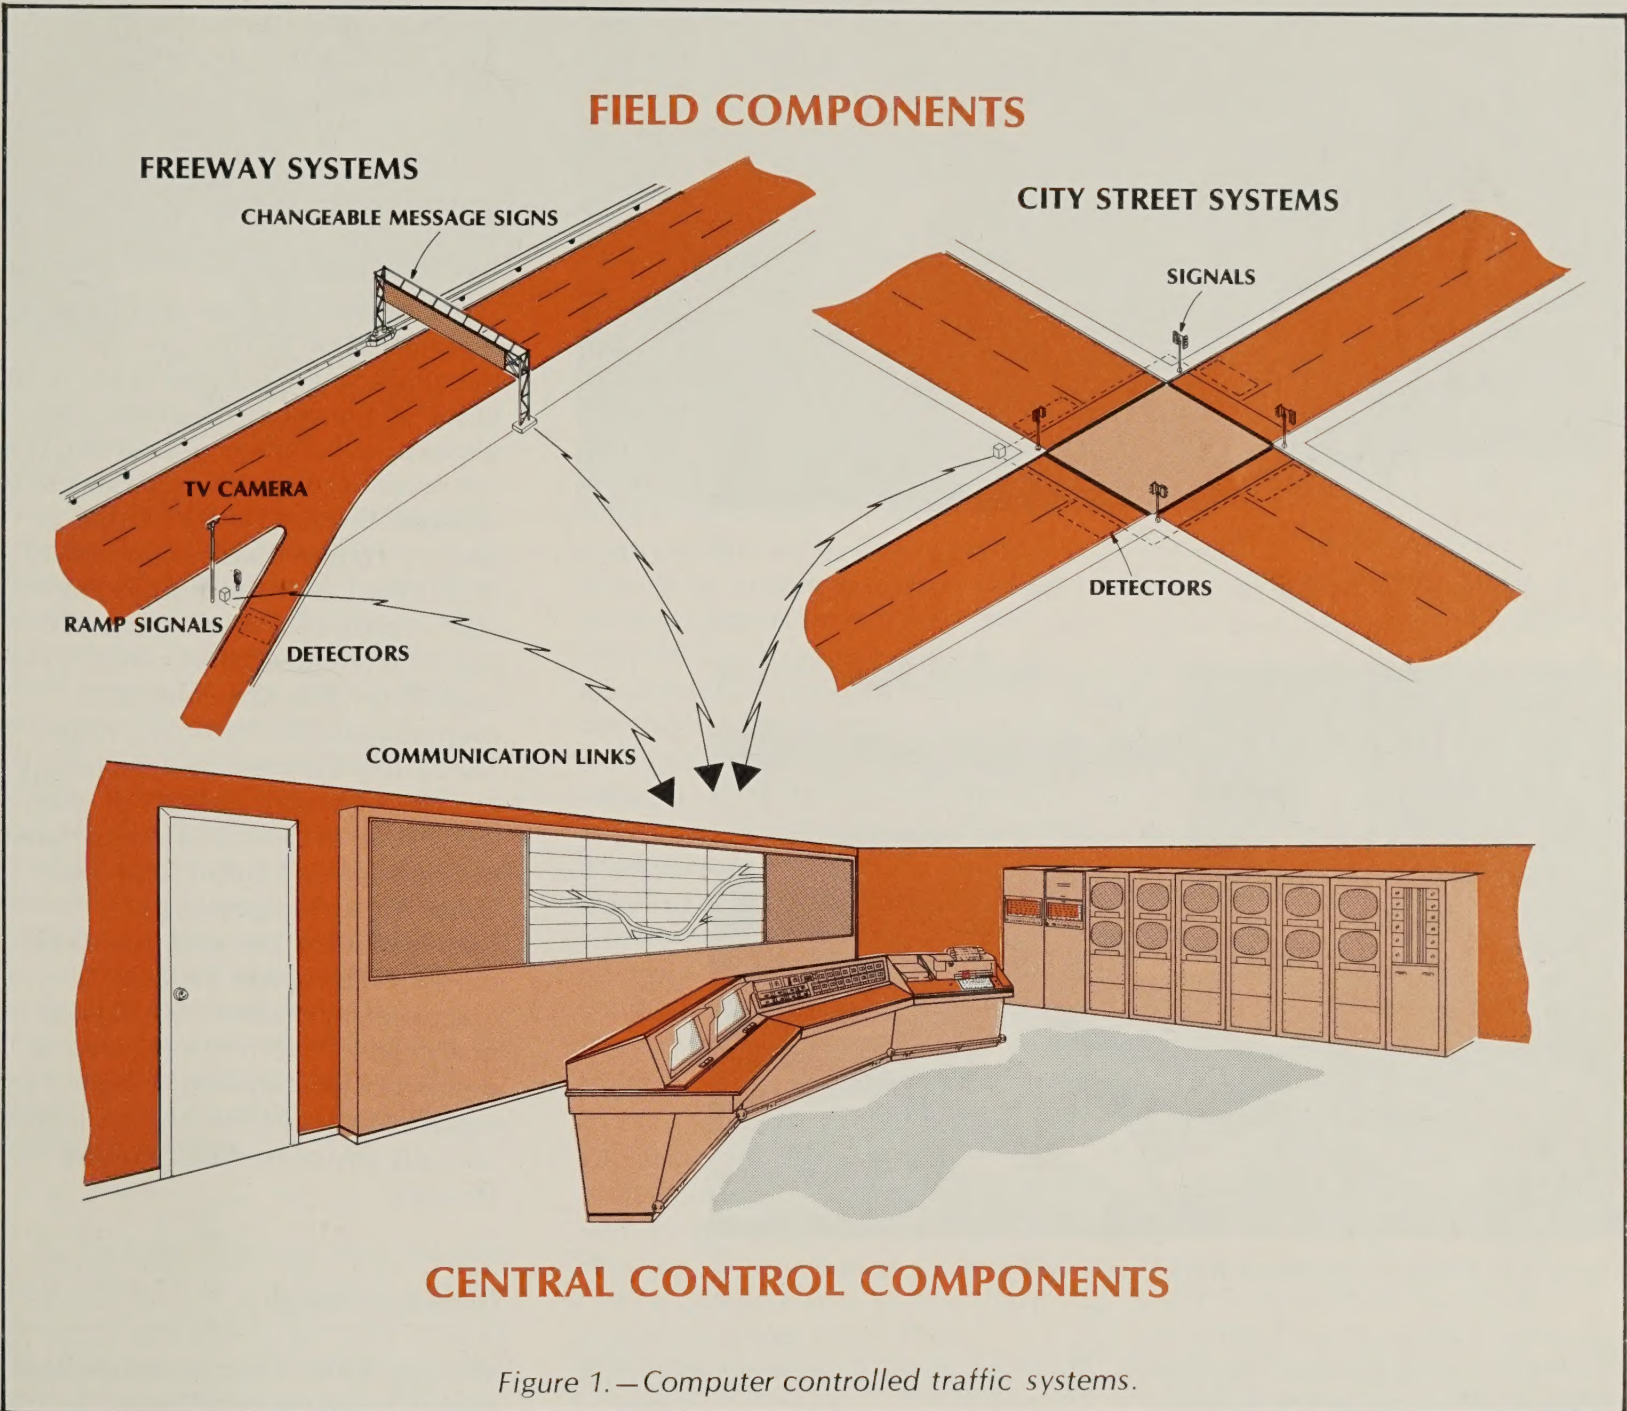 FIELD COMPONENTS
FREEWAY SYSTEMS
CHANGEABLE MESSAGE SIGNS
CITY STREET SYSTEMS
SIGNALS
TV CAMERA
DETECTORS
RAMP SIGNALS
DETECTORS
COMMUNICATION LINKS
CENTRAL CONTROL COMPONENTS
Figure 1.—Computer controlled traffic systems.